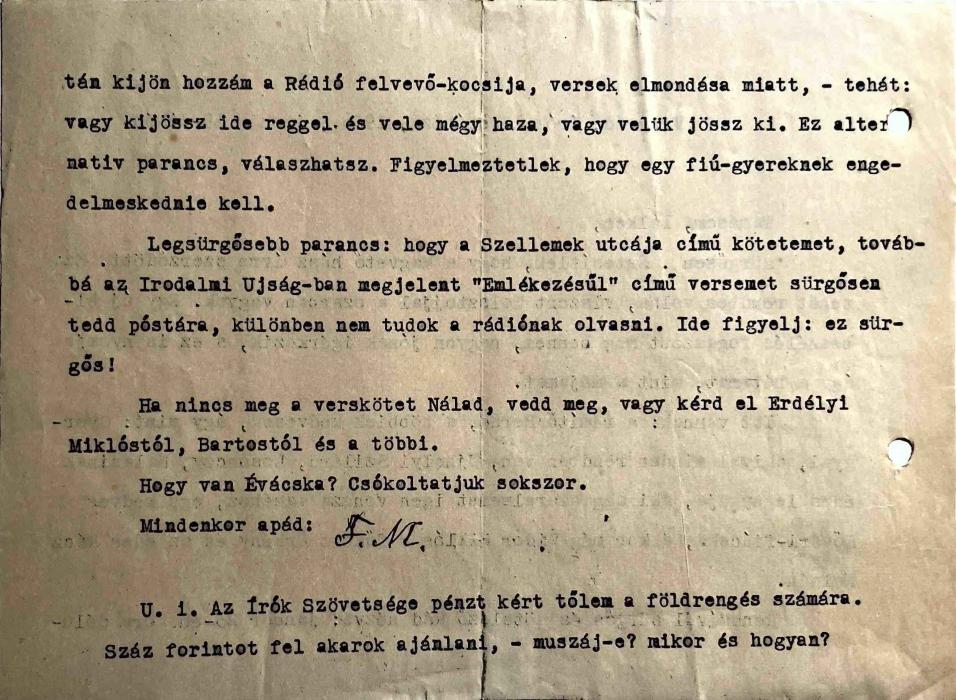 tán kijön hozzám a Rádió felvevő-kocsija, versek elmondása miatt, - tehát:
vagy kijössz ide reggel és vele mégy haza, vagy velük jössz ki. Ez alter
nativ parancs, válaszhatsz. Figyelmeztetlek, hogy egy fiú-gyereknek enge-
delmeskednie kell.
Legsürgősebb parancs: hogy a Szellemek utcája című kötetemet, továb-
bá az Irodalmi Ujság-ban megjelent "Emlékezésűl" című versemet sürgősen
tedd póstára, különben nem tudok a rádiónak olvasni. Ide figyelj: ez sür-
gős!
Ha nincs meg a verskötet Nálad, vedd meg, vagy kérd el Erdélyi
Miklóstól, Bartostól és a többi.
Hogy van Évácska? Csókoltatjuk sokszor.
Mindenkor apád: F.M.
U. i. Az Írók Szövetsége pénzt kért tőlem a földrengés számára.
Száz forintot fel akarok ajánlani, - muszáj-e? mikor és hogyan?